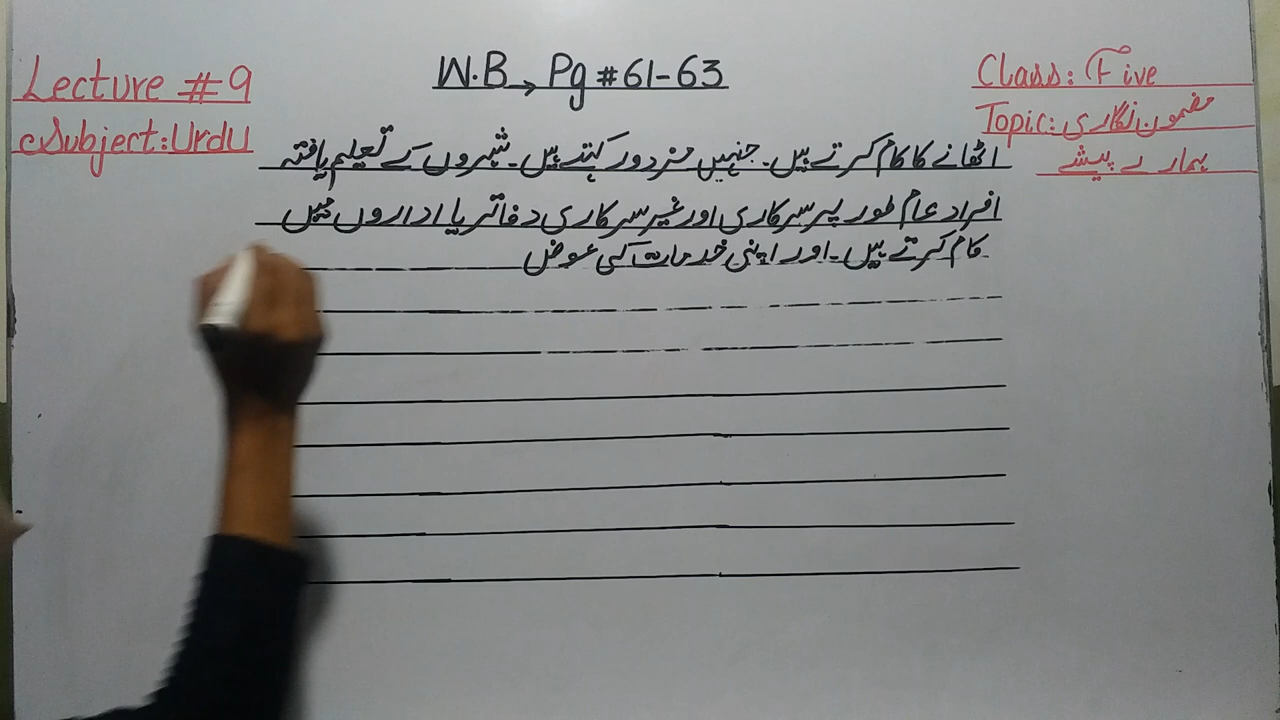 Lecture #9
Subject: Urdu
W.B → Pg # 61-63
Class: Five
Topic: مضمون نگاری
ہمارے پیشے
اٹھانے کا کام کرتے ہیں۔ جنہیں مزدور کہتے ہیں۔ شہروں کے تعلیم یافتہ
افراد عام طور پر سرکاری اور غیر سرکاری دفاتر یا اداروں میں
کام کرتے ہیں۔ اور اپنی خدمات کی عوض